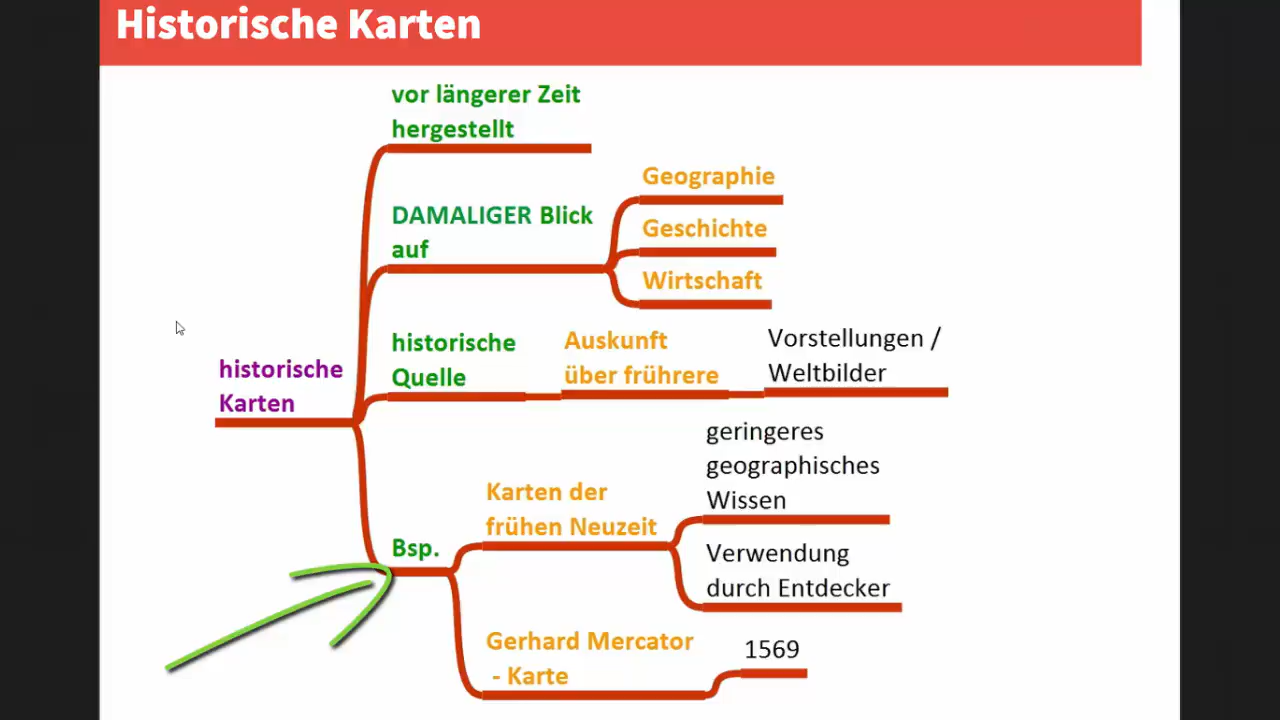 Historische Karten
vor längerer Zeit
hergestellt
DAMALIGER Blick
auf
Geographie
Geschichte
Wirtschaft
historische
Karten
historische
Quelle
Auskunft
über frührere
Vorstellungen /
Weltbilder
Bsp.
Karten der
frühen Neuzeit
geringeres
geographisches
Wissen
Verwendung
durch Entdecker
Gerhard Mercator
- Karte
1569